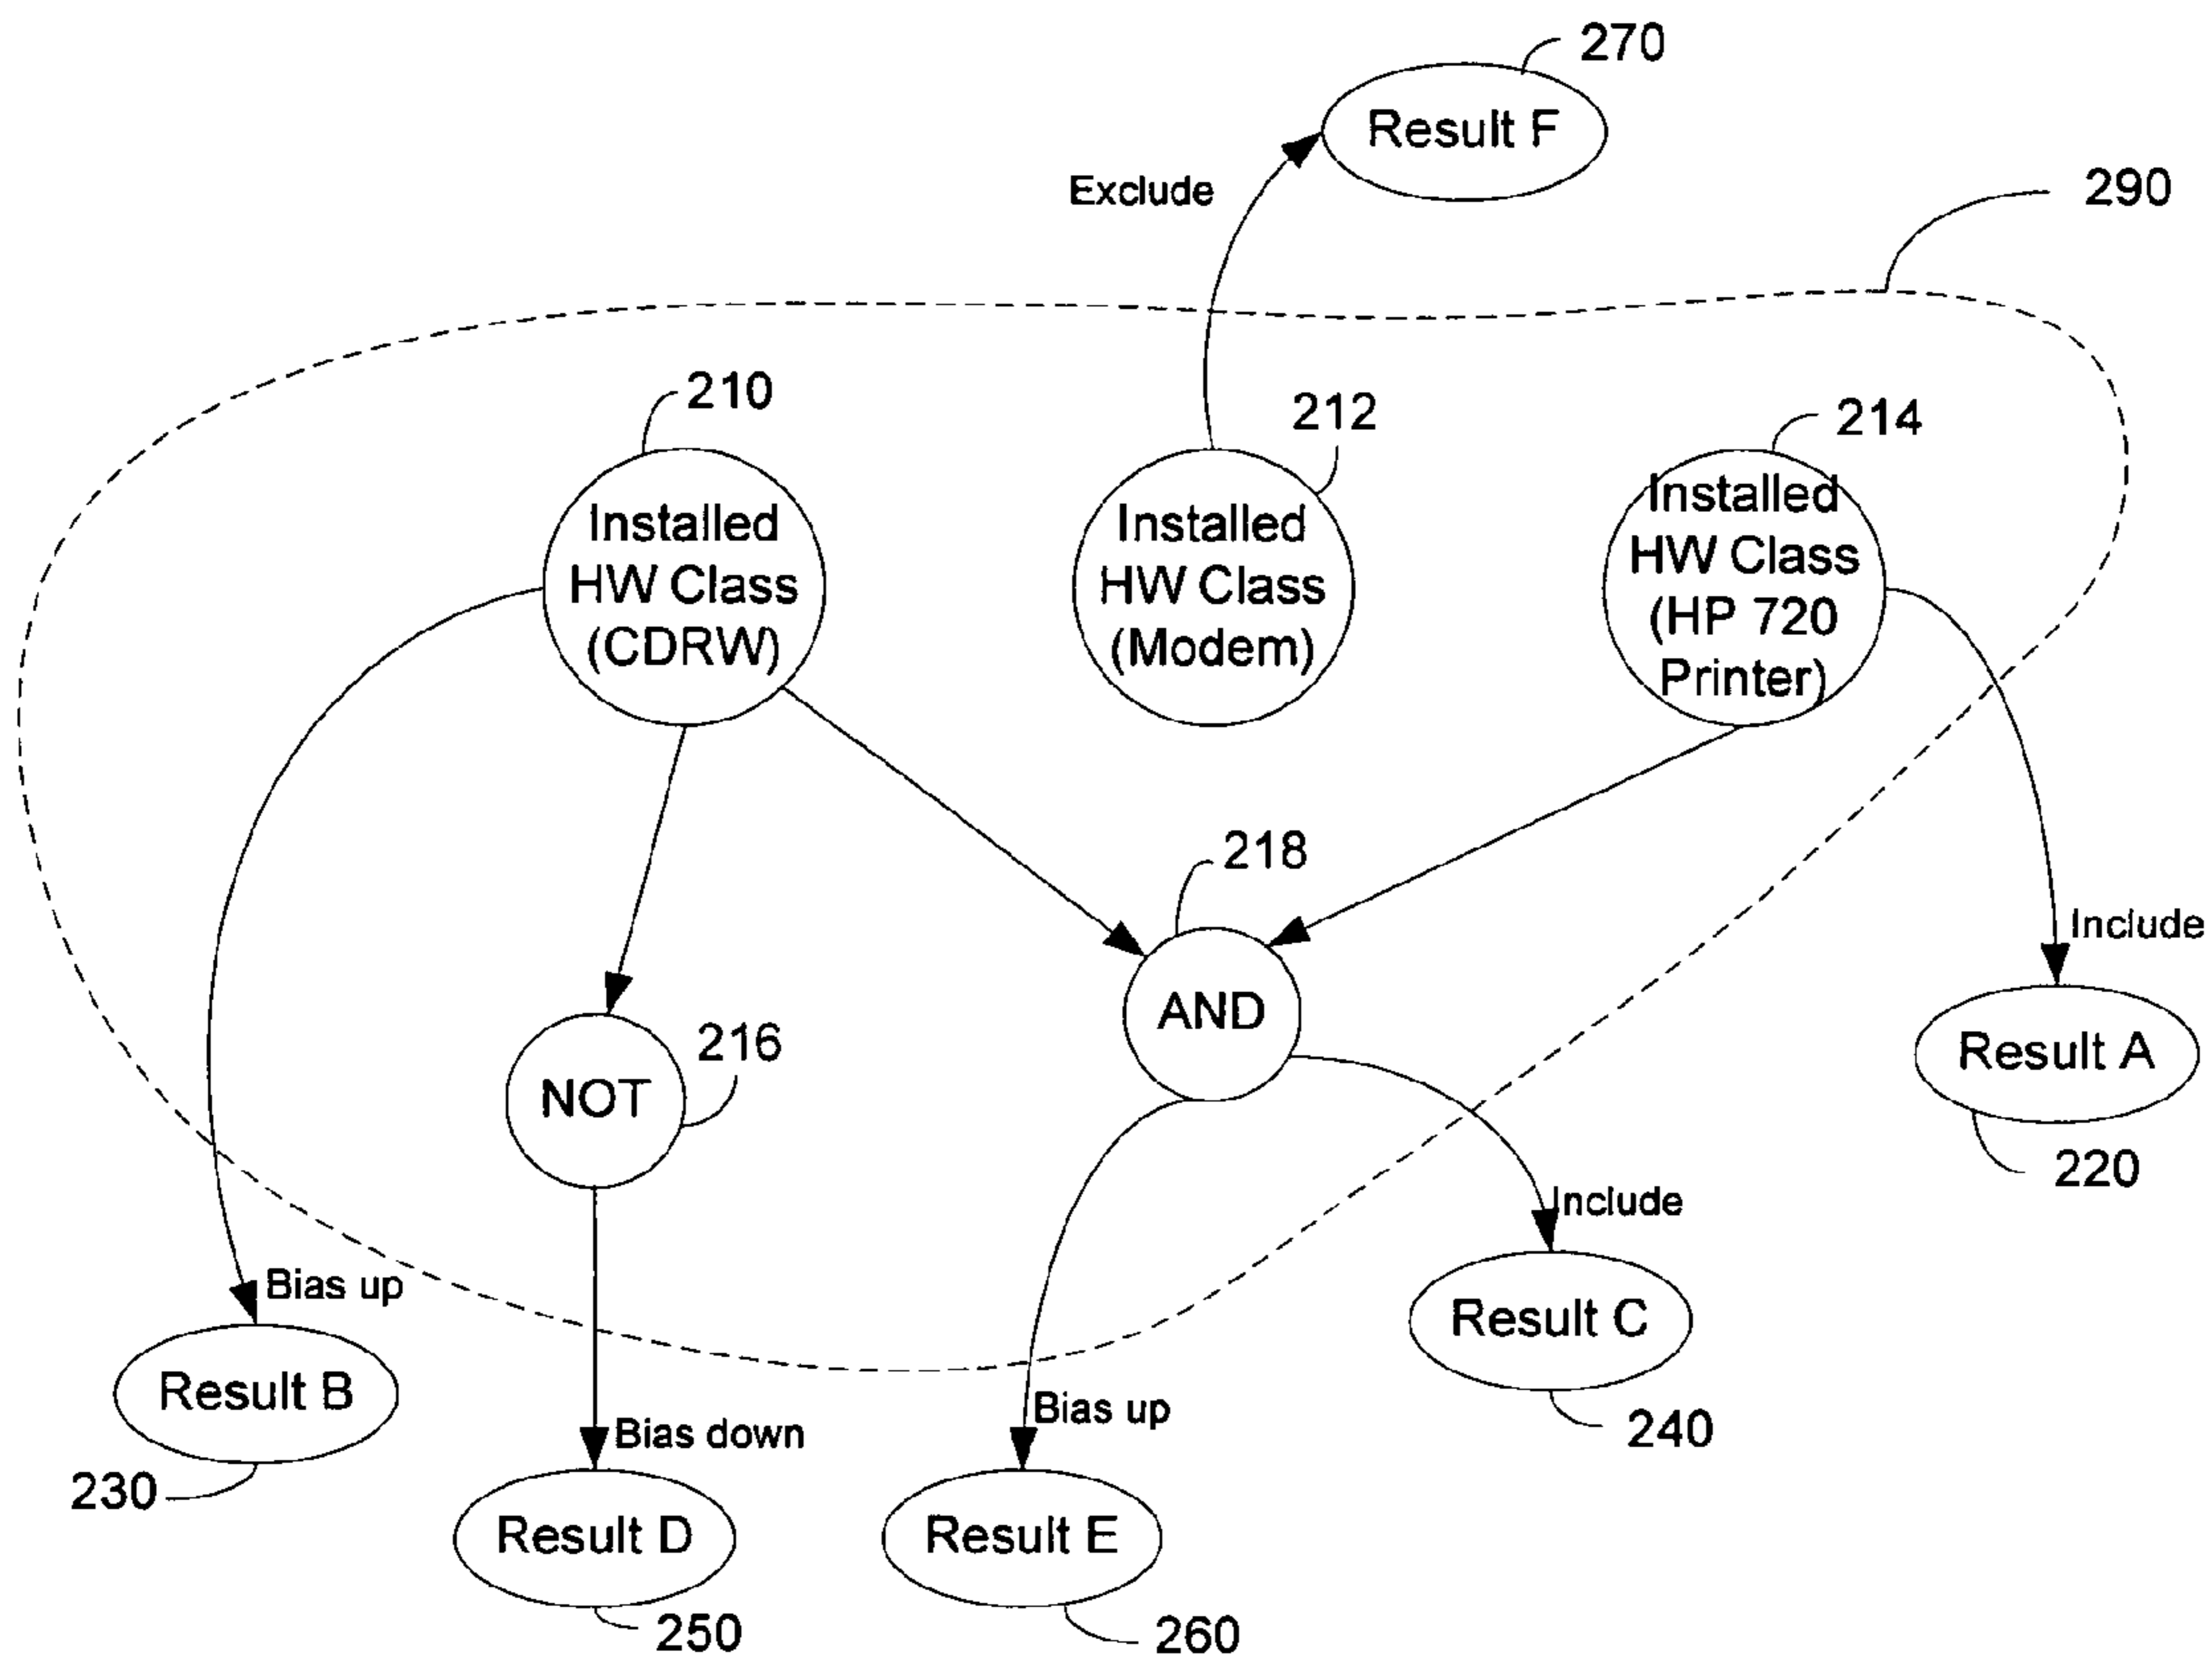 270
Result F
Exclude
290
210
212
214
Installed
HW Class
(CDRW)
Installed
HW Class
(Modem)
Installed
HW Class
(HP 720
Printer)
218
AND
Include
216
NOT
Result A
220
Include
Bias up
Result C
Result B
Bias up
240
Bias down
230
Result D
Result E
250
260